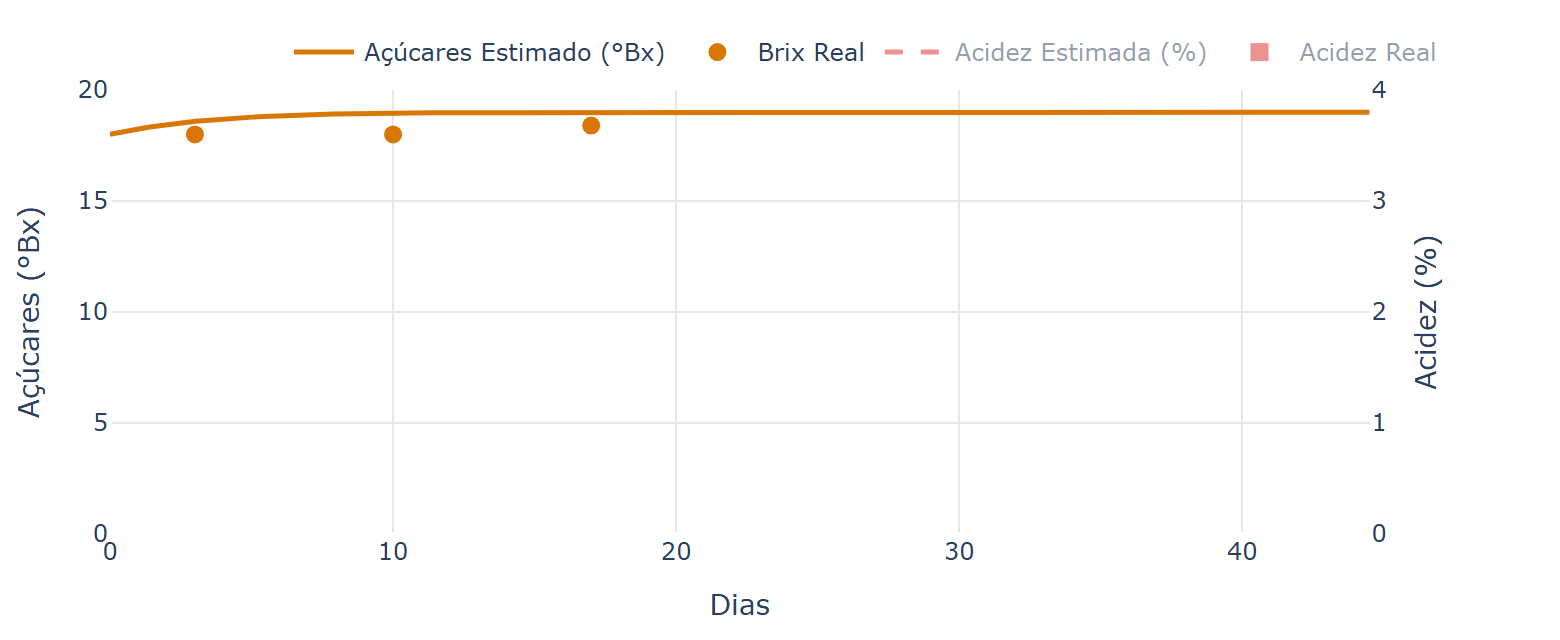 Açúcares Estimado (°Bx) Brix Real Acidez Estimada (%) Acidez Real
20 4
15 3
10 2
5 1
0 0
0 10 20 30 40
Açúcares (°Bx)
Acidez (%)
Dias